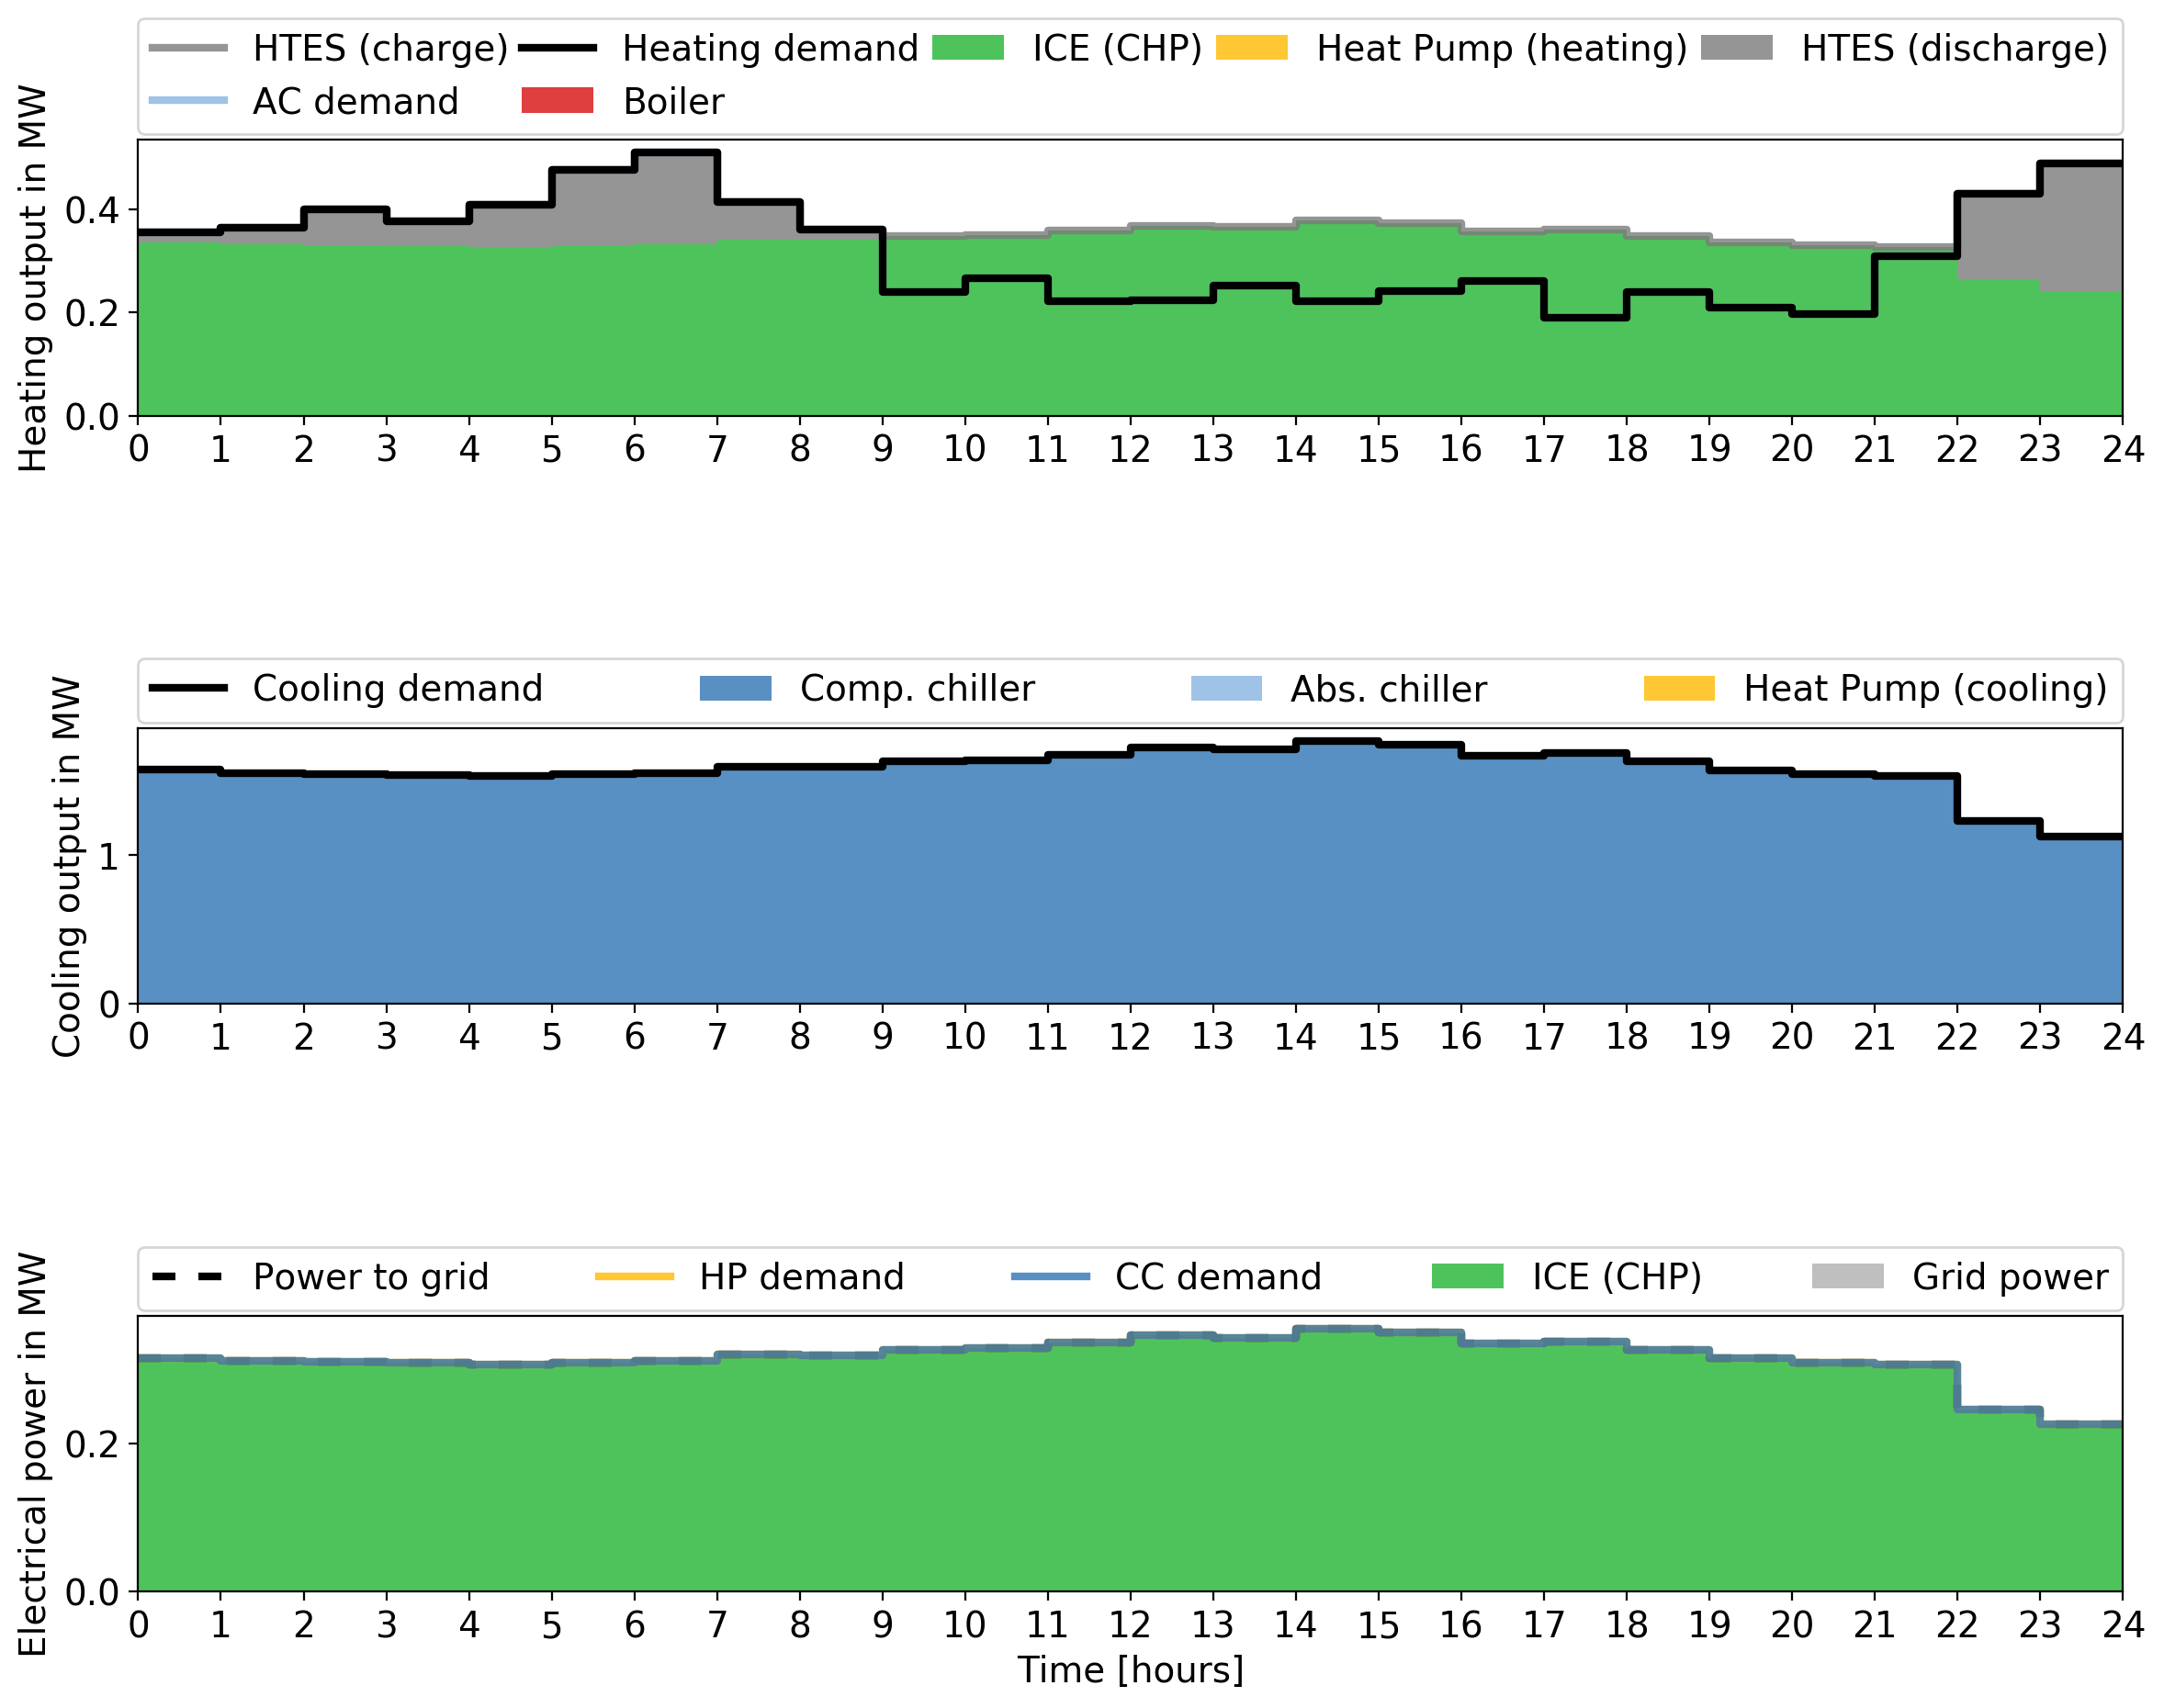 HTES (charge) Heating demand ICE (CHP) Heat Pump (heating) HTES (discharge)
AC demand Boiler
Heating output in MW
0.4
0.2
0.0
0 1 2 3 4 5 6 7 8 9 10 11 12 13 14 15 16 17 18 19 20 21 22 23 24
Cooling demand Comp. chiller Abs. chiller Heat Pump (cooling)
Cooling output in MW
1
0
0 1 2 3 4 5 6 7 8 9 10 11 12 13 14 15 16 17 18 19 20 21 22 23 24
Power to grid HP demand CC demand ICE (CHP) Grid power
Electrical power in MW
0.2
0.0
0 1 2 3 4 5 6 7 8 9 10 11 12 13 14 15 16 17 18 19 20 21 22 23 24
Time [hours]